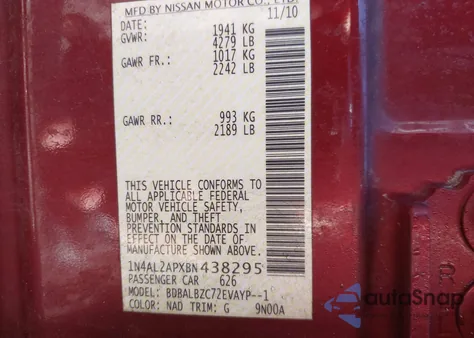 MFD BY NISSAN MOTOR CO., LTD.
DATE: 11/10
GVWR: 1941 KG
4279 LB
GAWR FR.: 1017 KG
2242 LB
GAWR RR.: 993 KG
2189 LB
THIS VEHICLE CONFORMS TO
ALL APPLICABLE FEDERAL
MOTOR VEHICLE SAFETY,
BUMPER, AND THEFT
PREVENTION STANDARDS IN
EFFECT ON THE DATE OF
MANUFACTURE SHOWN ABOVE.
1N4AL2APXBN438295
PASSENGER CAR 626
MODEL: BDBALBZC72EVAYP--1
COLOR: NAD TRIM: G 9N00A
autoSnap